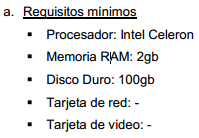 a. Requisitos mínimos
▪ Procesador: Intel Celeron
▪ Memoria RAM: 2gb
▪ Disco Duro: 100gb
▪ Tarjeta de red: -
▪ Tarjeta de video: -